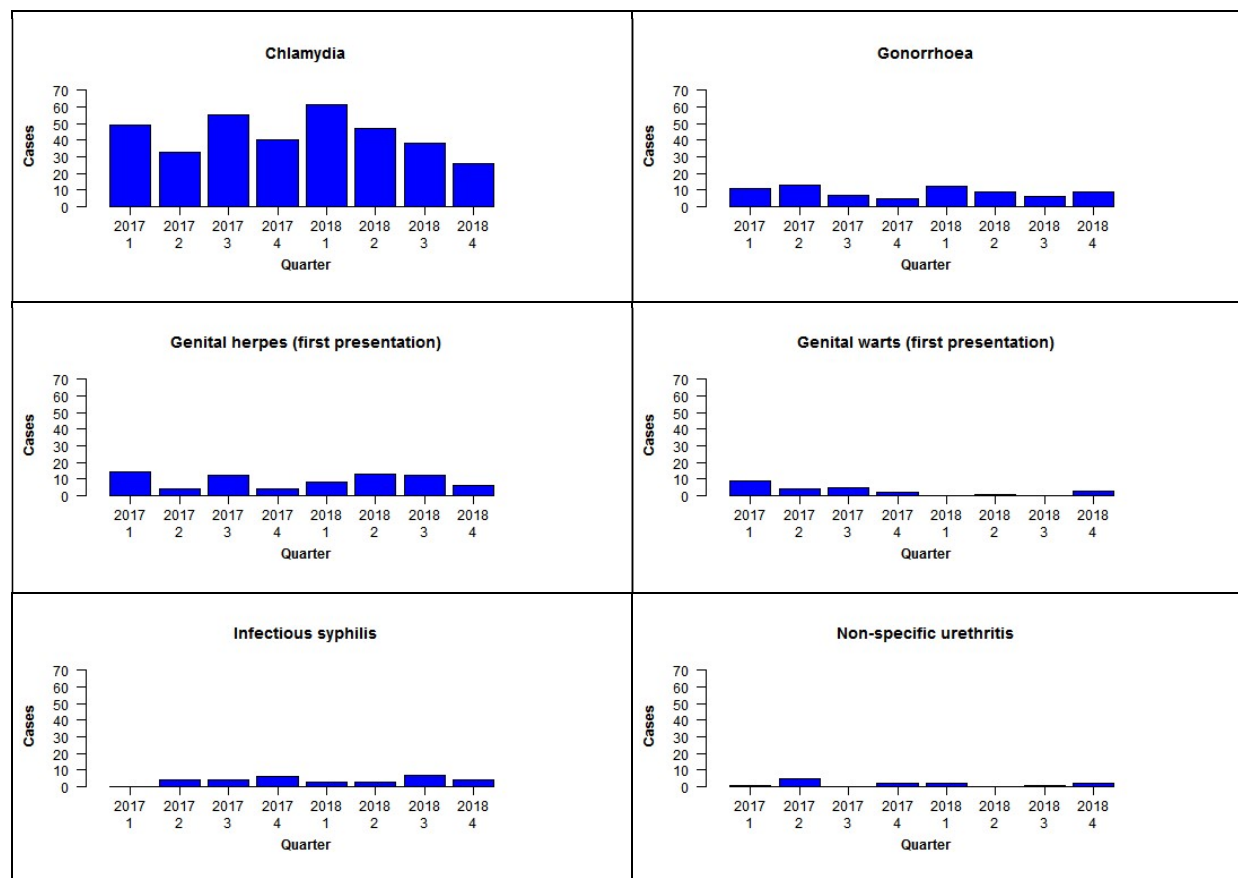 Chlamydia
70
60
50
40
30
20
10
0
Cases
2017 2017 2017 2017 2018 2018 2018 2018
1 2 3 4 1 2 3 4
Quarter
Gonorrhoea
70
60
50
40
30
20
10
0
Cases
2017 2017 2017 2017 2018 2018 2018 2018
1 2 3 4 1 2 3 4
Quarter
Genital herpes (first presentation)
70
60
50
40
30
20
10
0
Cases
2017 2017 2017 2017 2018 2018 2018 2018
1 2 3 4 1 2 3 4
Quarter
Genital warts (first presentation)
70
60
50
40
30
20
10
0
Cases
2017 2017 2017 2017 2018 2018 2018 2018
1 2 3 4 1 2 3 4
Quarter
Infectious syphilis
70
60
50
40
30
20
10
0
Cases
2017 2017 2017 2017 2018 2018 2018 2018
1 2 3 4 1 2 3 4
Quarter
Non-specific urethritis
70
60
50
40
30
20
10
0
Cases
2017 2017 2017 2017 2018 2018 2018 2018
1 2 3 4 1 2 3 4
Quarter